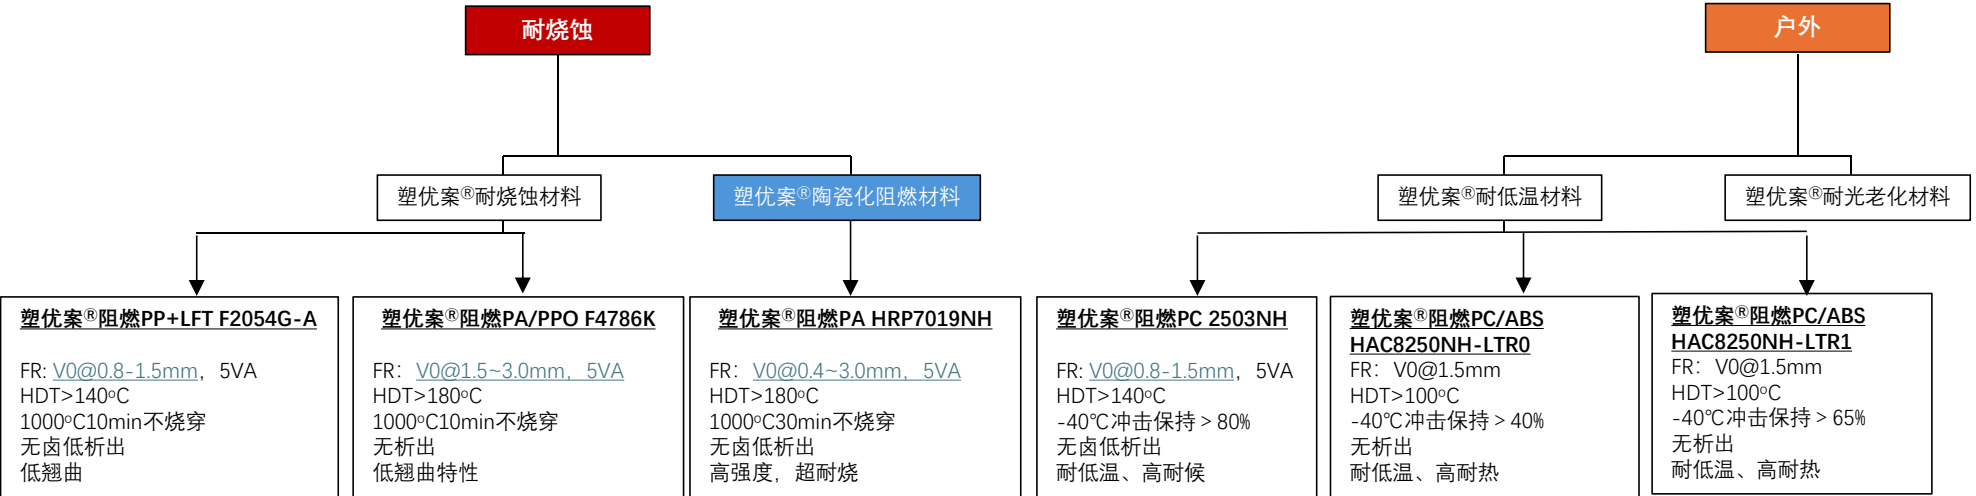 耐烧蚀
户外
塑优案®耐烧蚀材料
塑优案®陶瓷化阻燃材料
塑优案®耐低温材料
塑优案®耐光老化材料
塑优案®阻燃PP+LFT F2054G-A
FR: V0@0.8-1.5mm，5VA
HDT>140ºC
1000ºC10min不烧穿
无卤低析出
低翘曲
塑优案®阻燃PA/PPO F4786K
FR：V0@1.5~3.0mm，5VA
HDT>180ºC
1000ºC10min不烧穿
无析出
低翘曲特性
塑优案®阻燃PA HRP7019NH
FR：V0@0.4~3.0mm，5VA
HDT>180ºC
1000ºC30min不烧穿
无卤低析出
高强度，超耐烧
塑优案®阻燃PC 2503NH
FR: V0@0.8-1.5mm，5VA
HDT>140ºC
-40℃冲击保持＞80%
无卤低析出
耐低温、高耐候
塑优案®阻燃PC/ABS
HAC8250NH-LTR0
FR：V0@1.5mm
HDT>100ºC
-40℃冲击保持＞40%
无析出
耐低温、高耐热
塑优案®阻燃PC/ABS
HAC8250NH-LTR1
FR：V0@1.5mm
HDT>100ºC
-40℃冲击保持＞65%
无析出
耐低温、高耐热